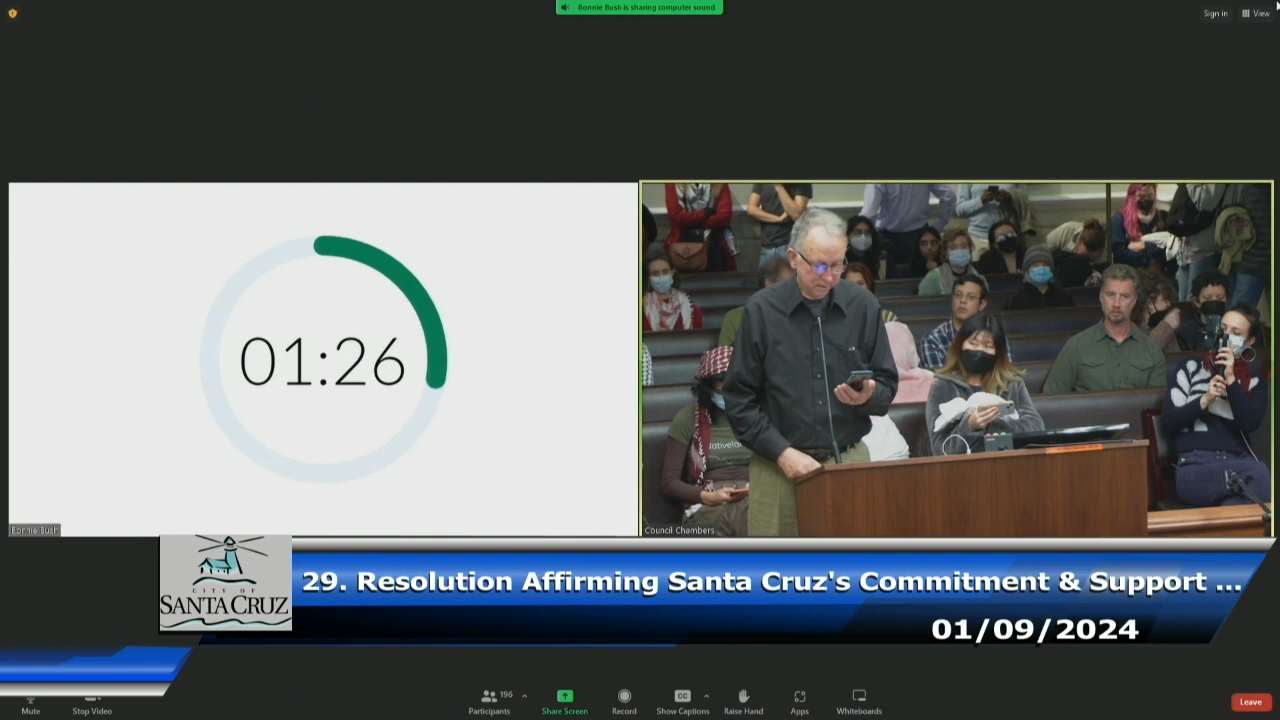 Bonnie Bush is sharing computer sound
Sign in
View
01:26
Bonnie Bush
Council Chambers
CITY OF
SANTA CRUZ
29. Resolution Affirming Santa Cruz's Commitment & Support ...
01/09/2024
Mute
Stop Video
Participants
196
Share Screen
CC
Record
Show Captions
Raise Hand
Apps
Whiteboards
Leave